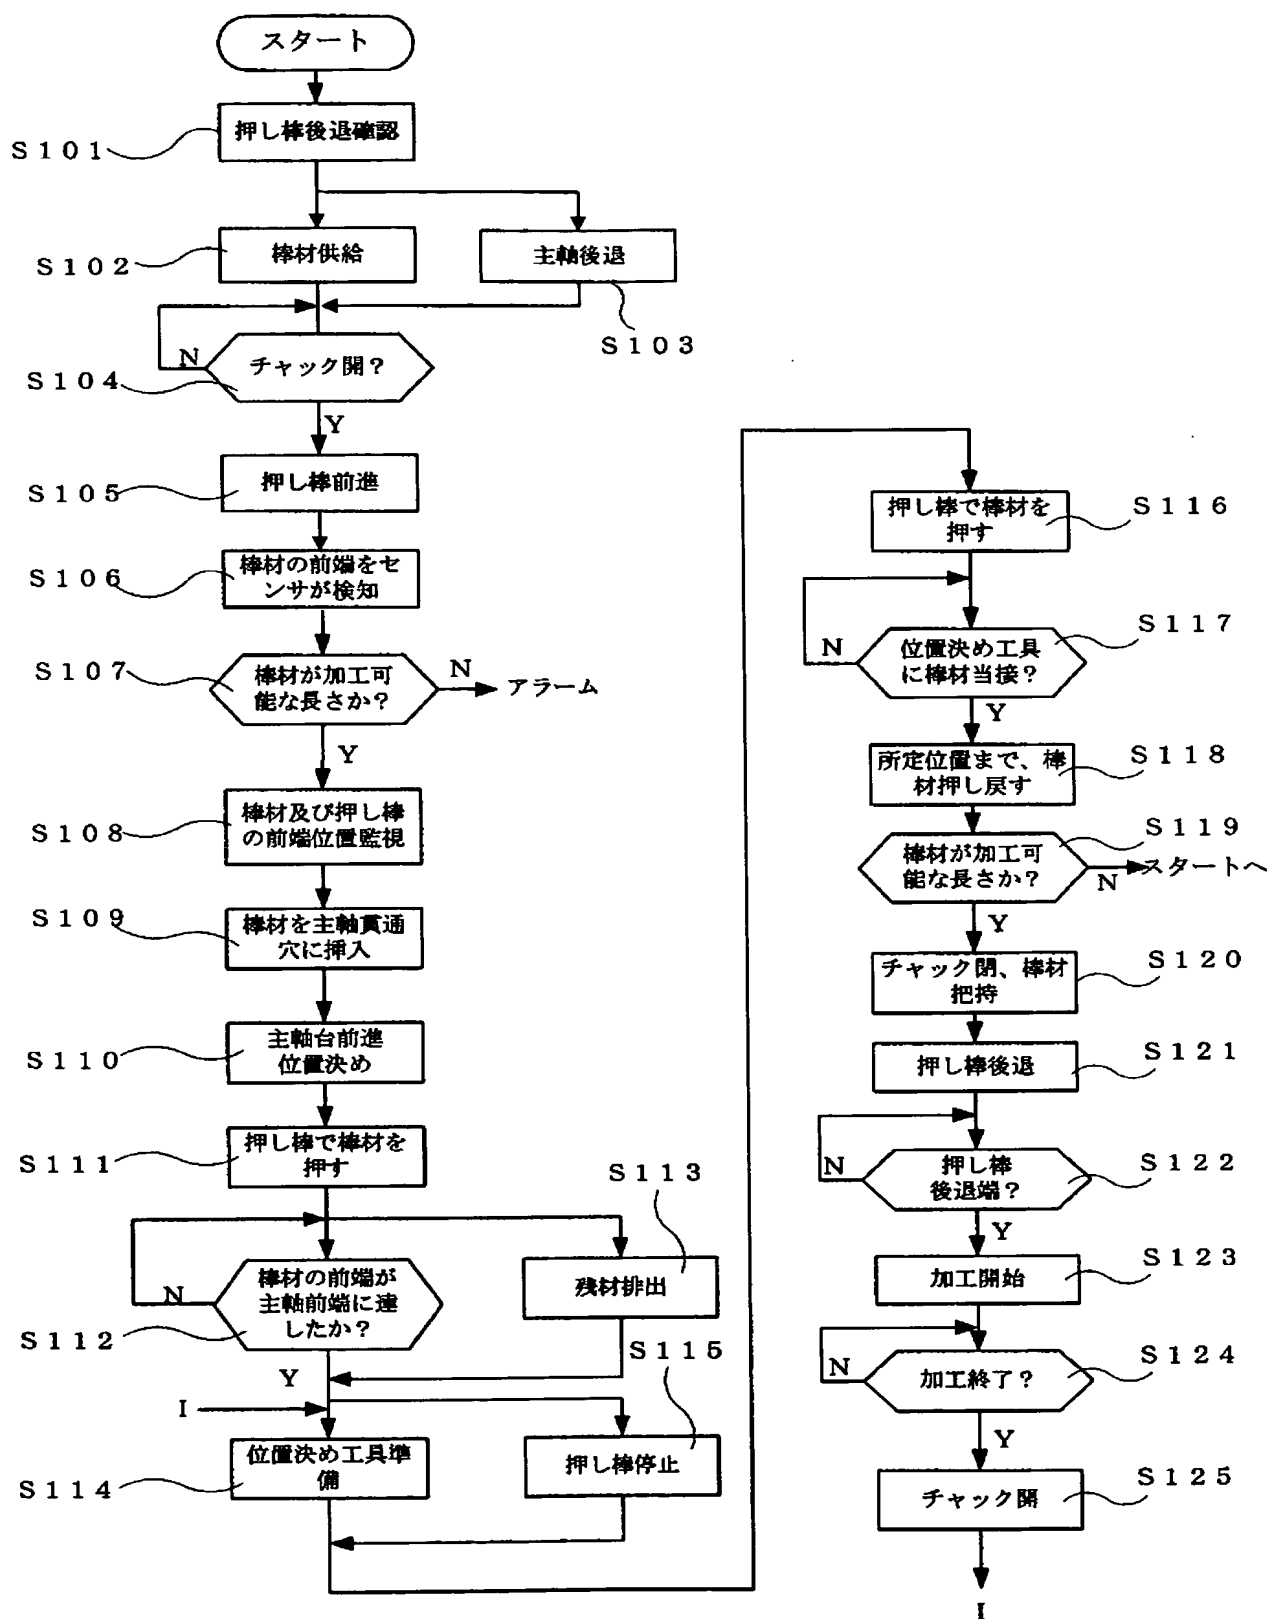 スタート
押し棒後退確認
S101
棒材供給
S102
主軸後退
S103
チャック開?
N
S104
Y
押し棒前進
S105
棒材の前端をセ
ンサが検知
S106
棒材が加工可
能な長さか?
S107
N
アラーム
Y
棒材及び押し棒
の前端位置監視
S108
棒材を主軸貫通
穴に挿入
S109
主軸台前進
位置決め
S110
押し棒で棒材を
押す
S111
棒材の前端が
主軸前端に達
したか?
N
S112
S113
残材排出
Y
S115
I
位置決め工具準
備
S114
押し棒停止
押し棒で棒材を
押す
S116
位置決め工具
に棒材当接?
N
S117
Y
所定位置まで、棒
材押し戻す
S118
棒材が加工可
能な長さか?
S119
N
スタートへ
Y
チャック閉、棒材
把持
S120
押し棒後退
S121
押し棒
後退端?
N
S122
Y
加工開始
S123
加工終了?
N
S124
Y
チャック開
S125
I